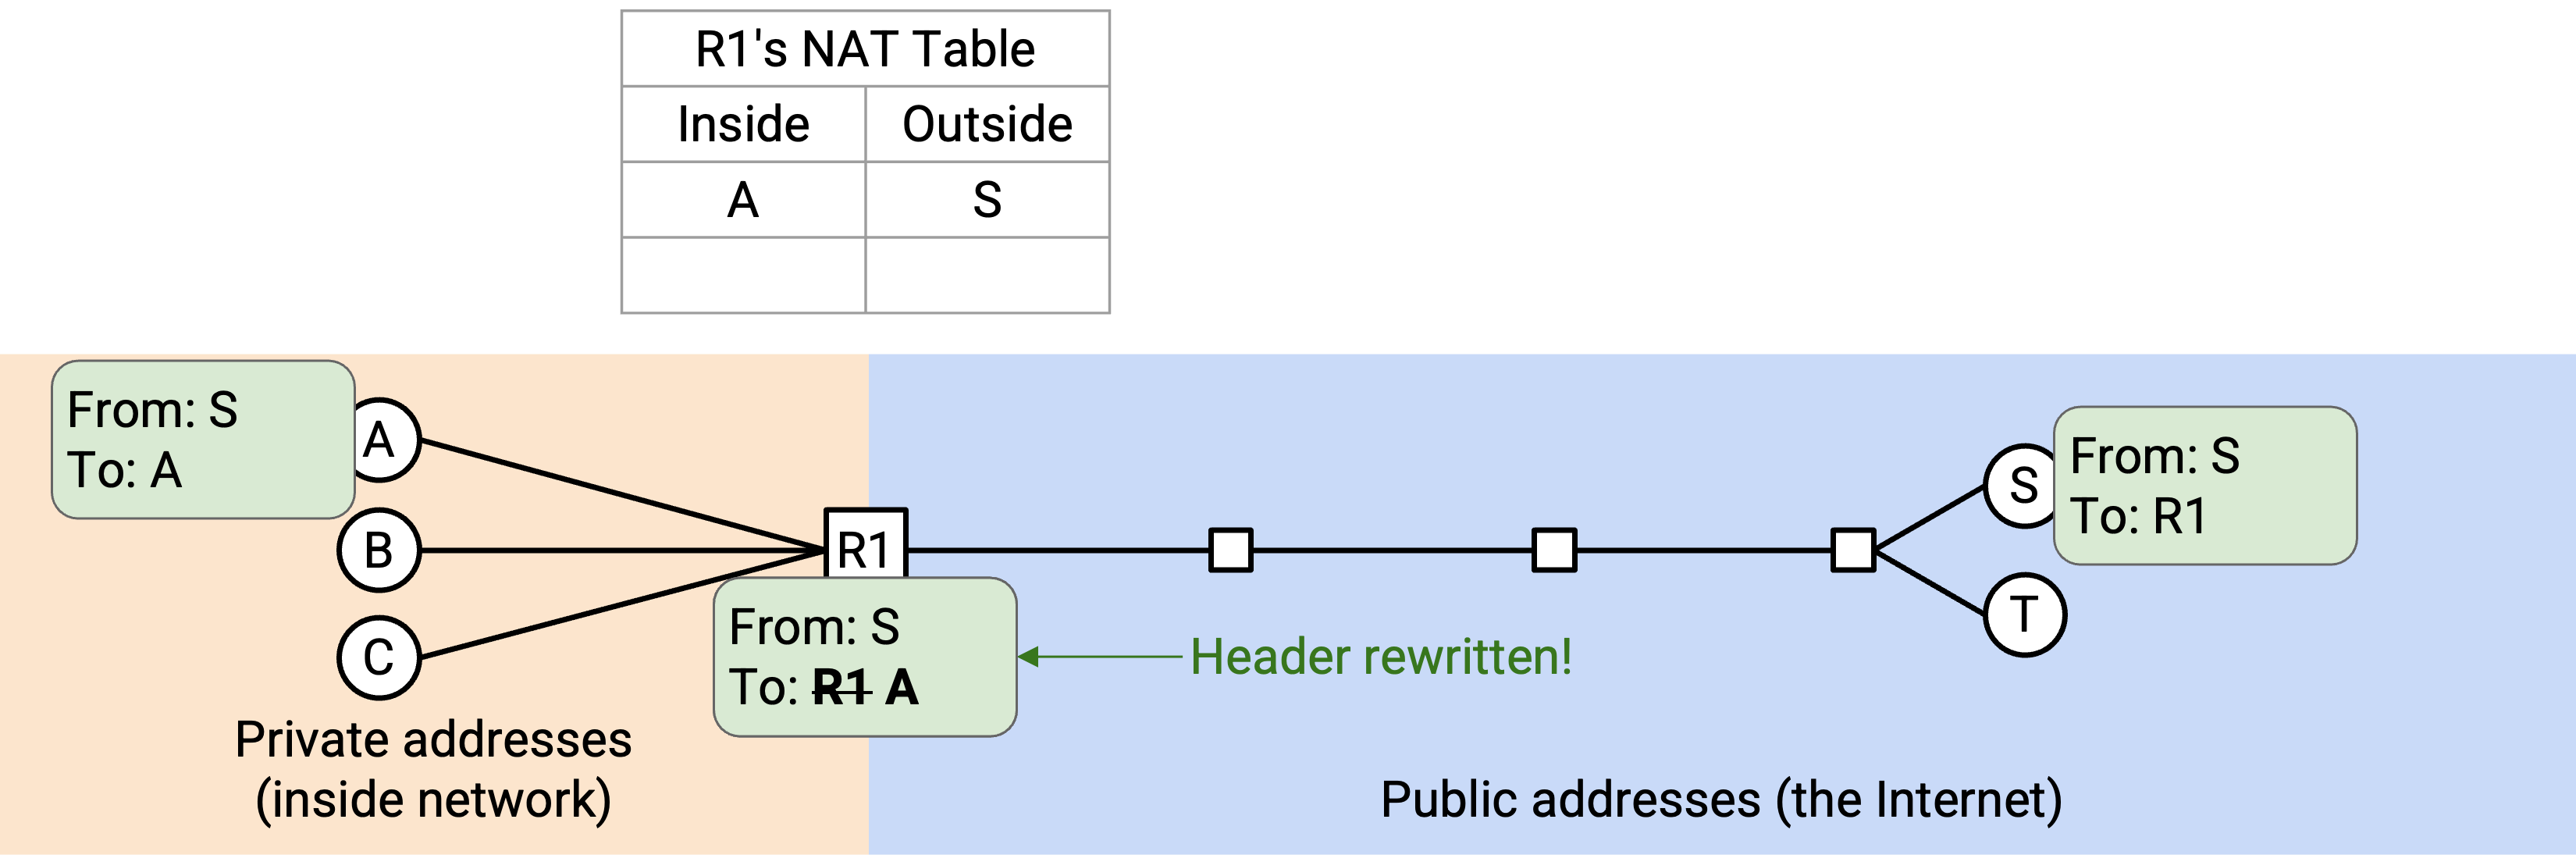 R1's NAT Table
Inside Outside
A S
From: S
To: A
A
B
C
R1
From: S
To: R1 A
Header rewritten!
S
From: S
To: R1
T
Private addresses
(inside network)
Public addresses (the Internet)